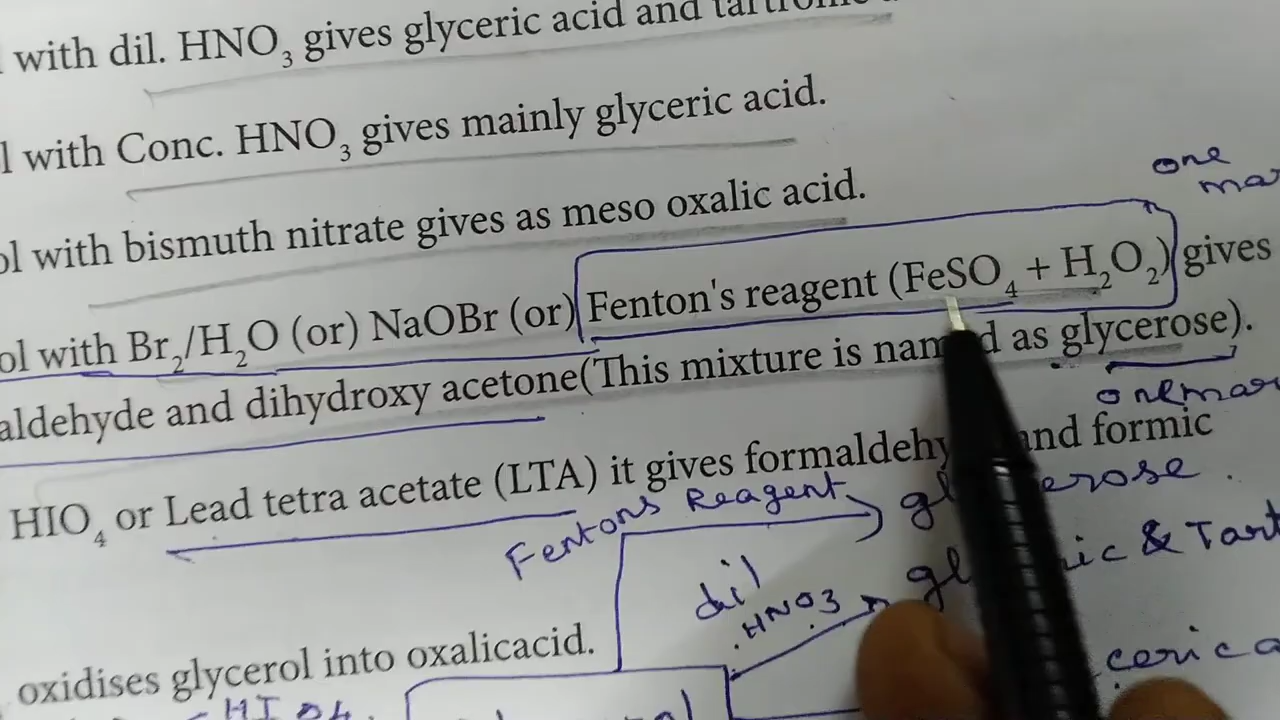 with dil. HNO₃ gives glyceric acid and
l with Conc. HNO₃ gives mainly glyceric acid.
ol with bismuth nitrate gives as meso oxalic acid.
one
ol with Br₂/H₂O (or) NaOBr (or) Fenton's reagent (FeSO₄ + H₂O₂) gives
aldehyde and dihydroxy acetone(This mixture is as glycerose).
one
HIO₄ or Lead tetra acetate (LTA) it gives and formic
Fentons Reagent
dil HNO3
& Tart
oxidises glycerol into oxalicacid.